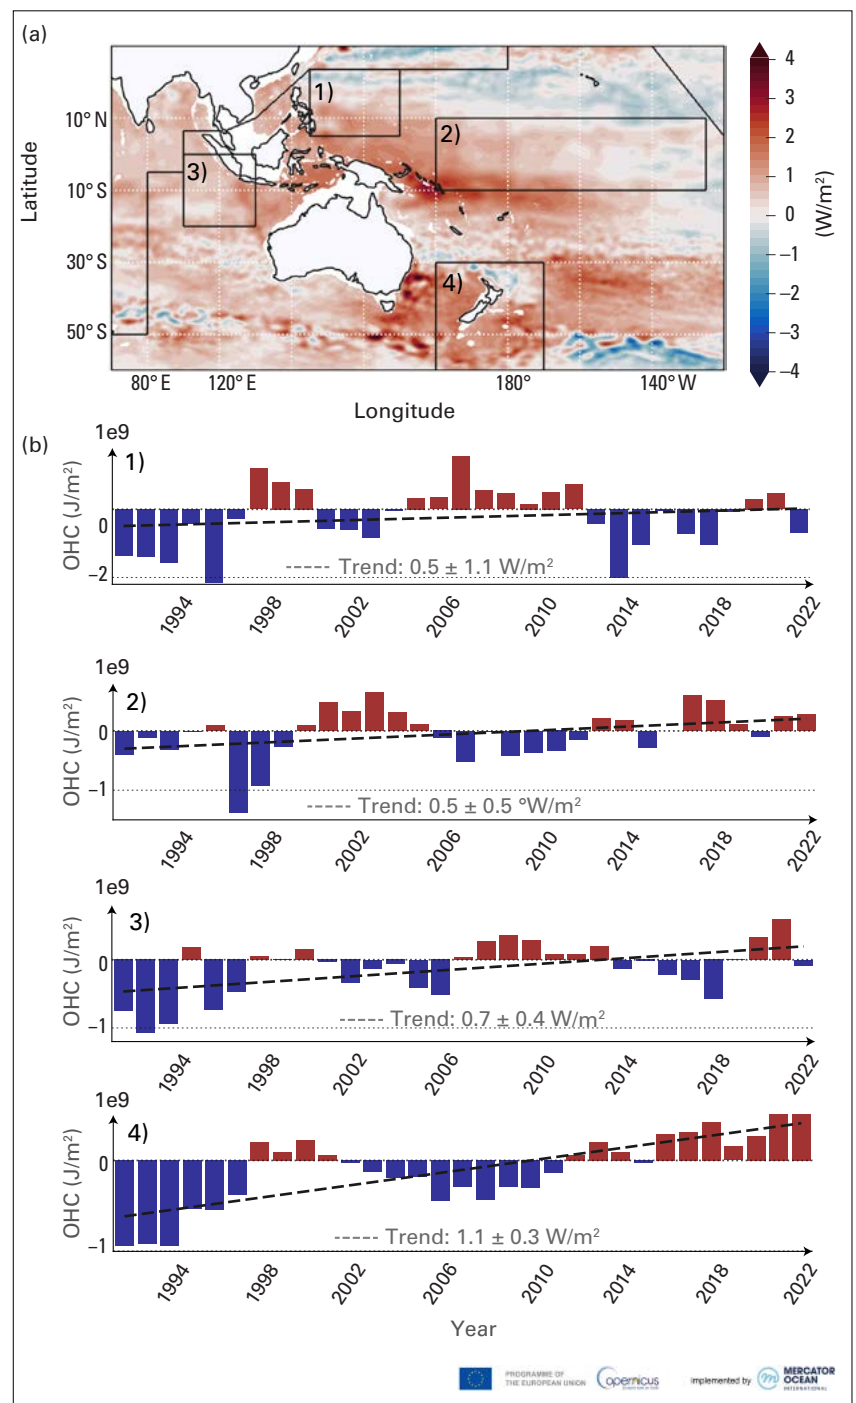 (a)
1)
2)
3)
4)
Latitude
10° N
10° S
30° S
50° S
80° E 120° E 180° 140° W
Longitude
4
3
2
1
0
−1
−2
−3
−4
(W/m²)
(b)
1e9
1)
OHC (J/m²)
0
−2
Trend: 0.5 ± 1.1 W/m²
1994 1998 2002 2006 2010 2014 2018 2022
1e9
2)
OHC (J/m²)
0
−1
Trend: 0.5 ± 0.5 °W/m²
1994 1998 2002 2006 2010 2014 2018 2022
1e9
3)
OHC (J/m²)
0
−1
Trend: 0.7 ± 0.4 W/m²
1994 1998 2002 2006 2010 2014 2018 2022
1e9
4)
OHC (J/m²)
0
−1
Trend: 1.1 ± 0.3 W/m²
1994 1998 2002 2006 2010 2014 2018 2022
Year
PROGRAMME OF
THE EUROPEAN UNION
Copernicus
implemented by
MERCATOR
OCEAN
INTERNATIONAL